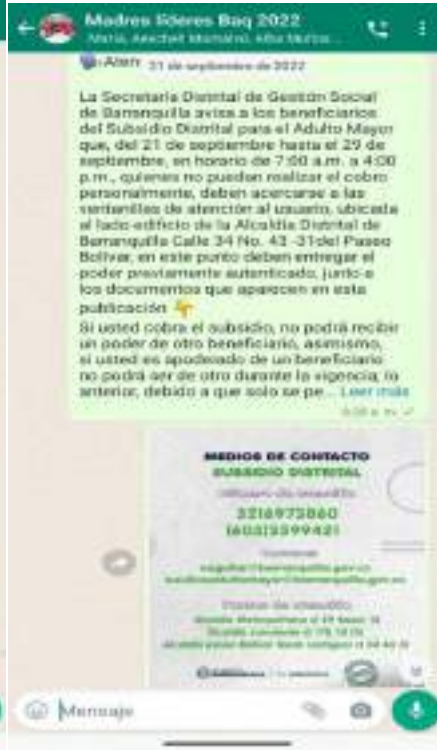 Madres líderes Baq 2022
21 de septiembre de 2022
La Secretaría Distrital de Gestión Social
de Barranquilla avisa a los beneficiarios
del Subsidio Distrital para el Adulto Mayor
que, del 21 de septiembre hasta el 29 de
septiembre, en horario de 7:00 a.m. a 4:00
p.m., quienes no puedan realizar el cobro
personalmente, deben acercarse a las
ventanillas de atención al usuario, ubicada
al lado edificio de la Alcaldía Distrital de
Barranquilla Calle 34 No. 43 -31del Paseo
Bolívar, en este punto deben entregar el
poder previamente autenticado, junto a
los documentos que aparecen en esta
publicación 👇
Si usted cobra el subsidio, no podrá recibir
un poder de otro beneficiario, asimismo,
si usted es apoderado de un beneficiario
no podrá ser de otro durante la vigencia, lo
anterior, debido a que solo se pe... Leer más
MEDIOS DE CONTACTO
SUBSIDIO DISTRITAL
3216973860
(605)3399421
Mensaje